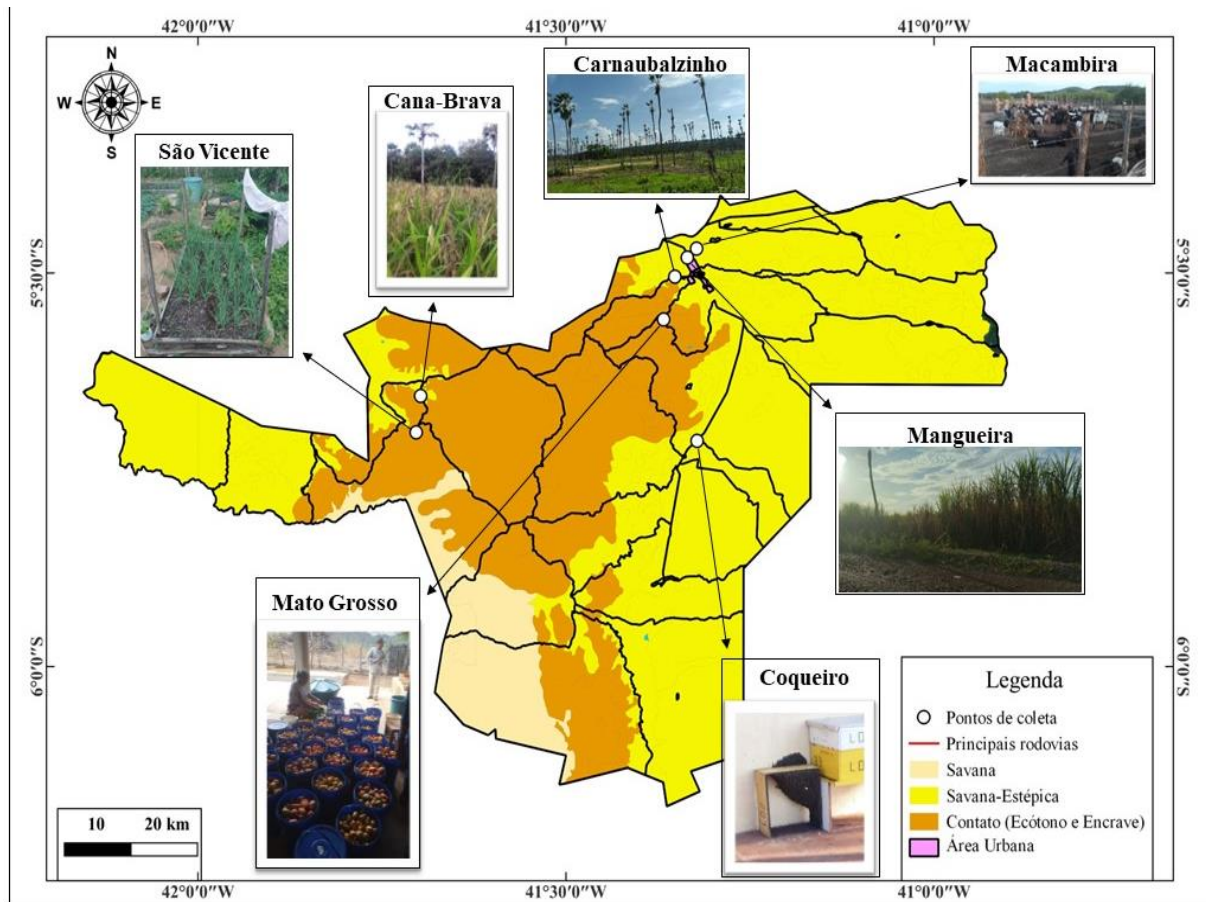 42°0'0"W
41°30'0"W
41°0'0"W
N
W
E
S
São Vicente
Cana-Brava
Carnaubalzinho
Macambira
5°30'0"S
5°30'0"S
Mangueira
Mato Grosso
Coqueiro
6°0'0"S
6°0'0"S
Legenda
Pontos de coleta
Principais rodovias
Savana
Savana-Estépica
Contato (Ecótono e Encrave)
Área Urbana
10 20 km
42°0'0"W
41°30'0"W
41°0'0"W